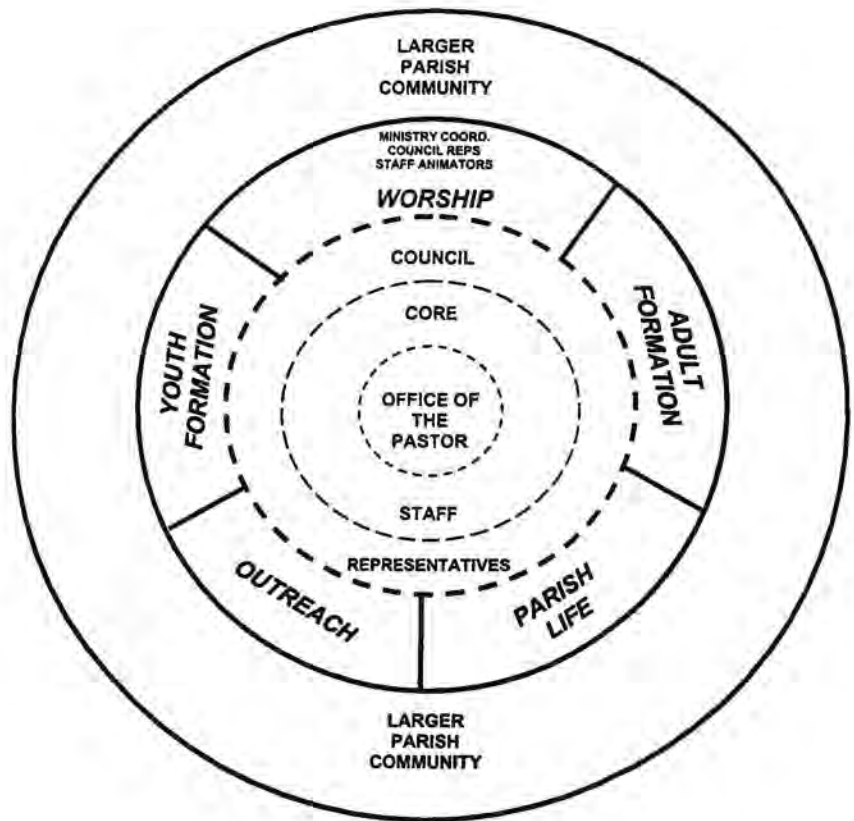 LARGER
PARISH
COMMUNITY
MINISTRY COORD.
COUNCIL REPS
STAFF ANIMATORS
WORSHIP
COUNCIL
CORE
YOUTH
FORMATION
ADULT
FORMATION
OFFICE OF
THE
PASTOR
STAFF
REPRESENTATIVES
OUTREACH
PARISH
LIFE
LARGER
PARISH
COMMUNITY